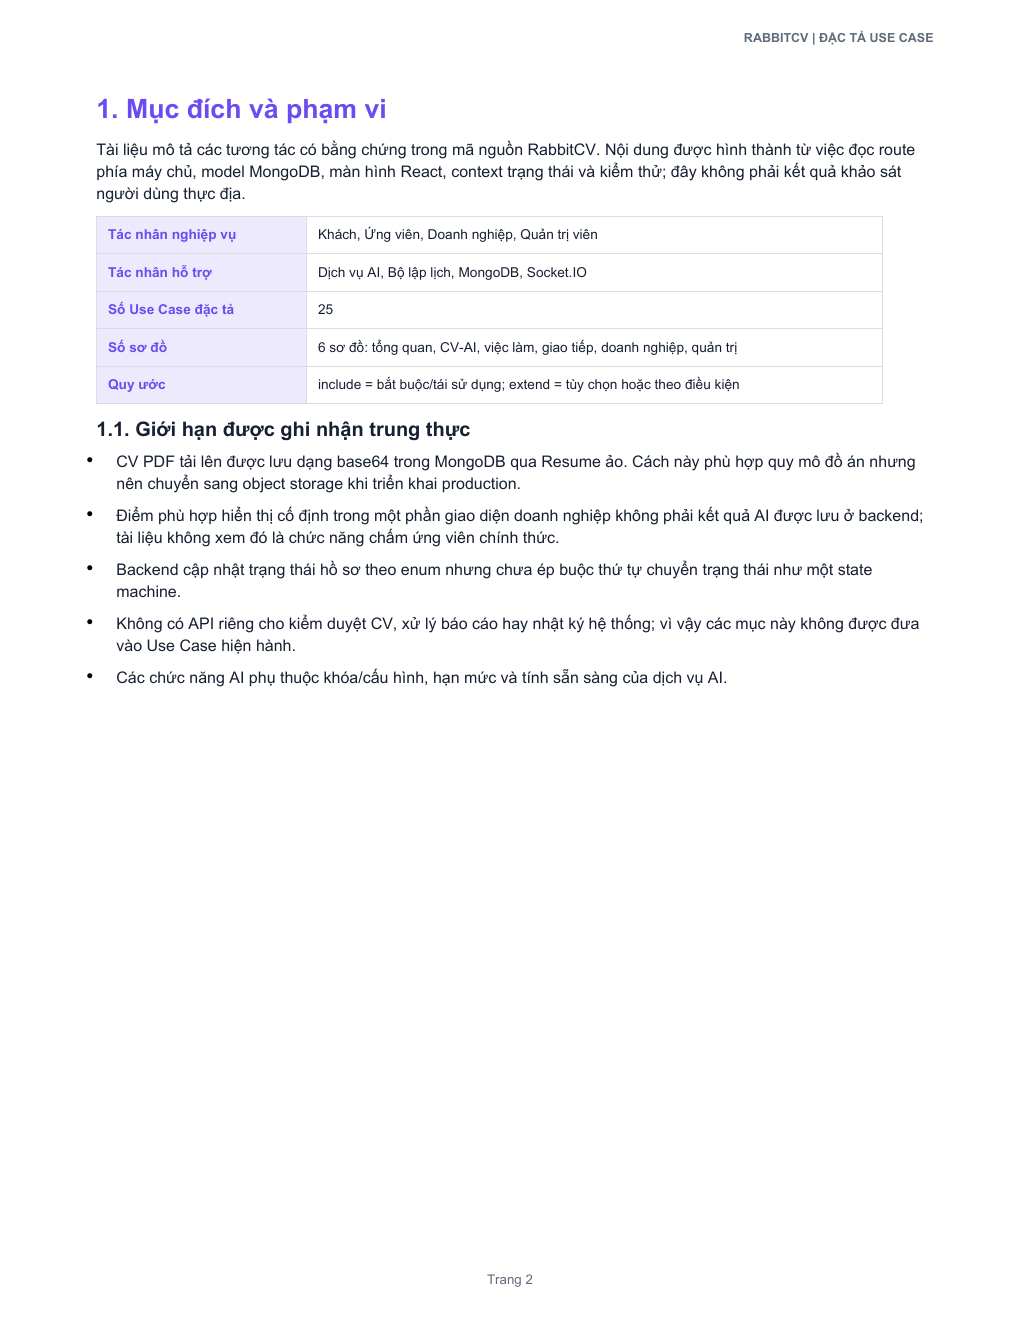 RABBITCV | ĐẶC TẢ USE CASE
1. Mục đích và phạm vi
Tài liệu mô tả các tương tác có bằng chứng trong mã nguồn RabbitCV. Nội dung được hình thành từ việc đọc route
phía máy chủ, model MongoDB, màn hình React, context trạng thái và kiểm thử; đây không phải kết quả khảo sát
người dùng thực địa.
Tác nhân nghiệp vụ Khách, Ứng viên, Doanh nghiệp, Quản trị viên
Tác nhân hỗ trợ Dịch vụ AI, Bộ lập lịch, MongoDB, Socket.IO
Số Use Case đặc tả 25
Số sơ đồ 6 sơ đồ: tổng quan, CV-AI, việc làm, giao tiếp, doanh nghiệp, quản trị
Quy ước include = bắt buộc/tái sử dụng; extend = tùy chọn hoặc theo điều kiện
1.1. Giới hạn được ghi nhận trung thực
• CV PDF tải lên được lưu dạng base64 trong MongoDB qua Resume ảo. Cách này phù hợp quy mô đồ án nhưng
nên chuyển sang object storage khi triển khai production.
• Điểm phù hợp hiển thị cố định trong một phần giao diện doanh nghiệp không phải kết quả AI được lưu ở backend;
tài liệu không xem đó là chức năng chấm ứng viên chính thức.
• Backend cập nhật trạng thái hồ sơ theo enum nhưng chưa ép buộc thứ tự chuyển trạng thái như một state
machine.
• Không có API riêng cho kiểm duyệt CV, xử lý báo cáo hay nhật ký hệ thống; vì vậy các mục này không được đưa
vào Use Case hiện hành.
• Các chức năng AI phụ thuộc khóa/cấu hình, hạn mức và tính sẵn sàng của dịch vụ AI.
Trang 2